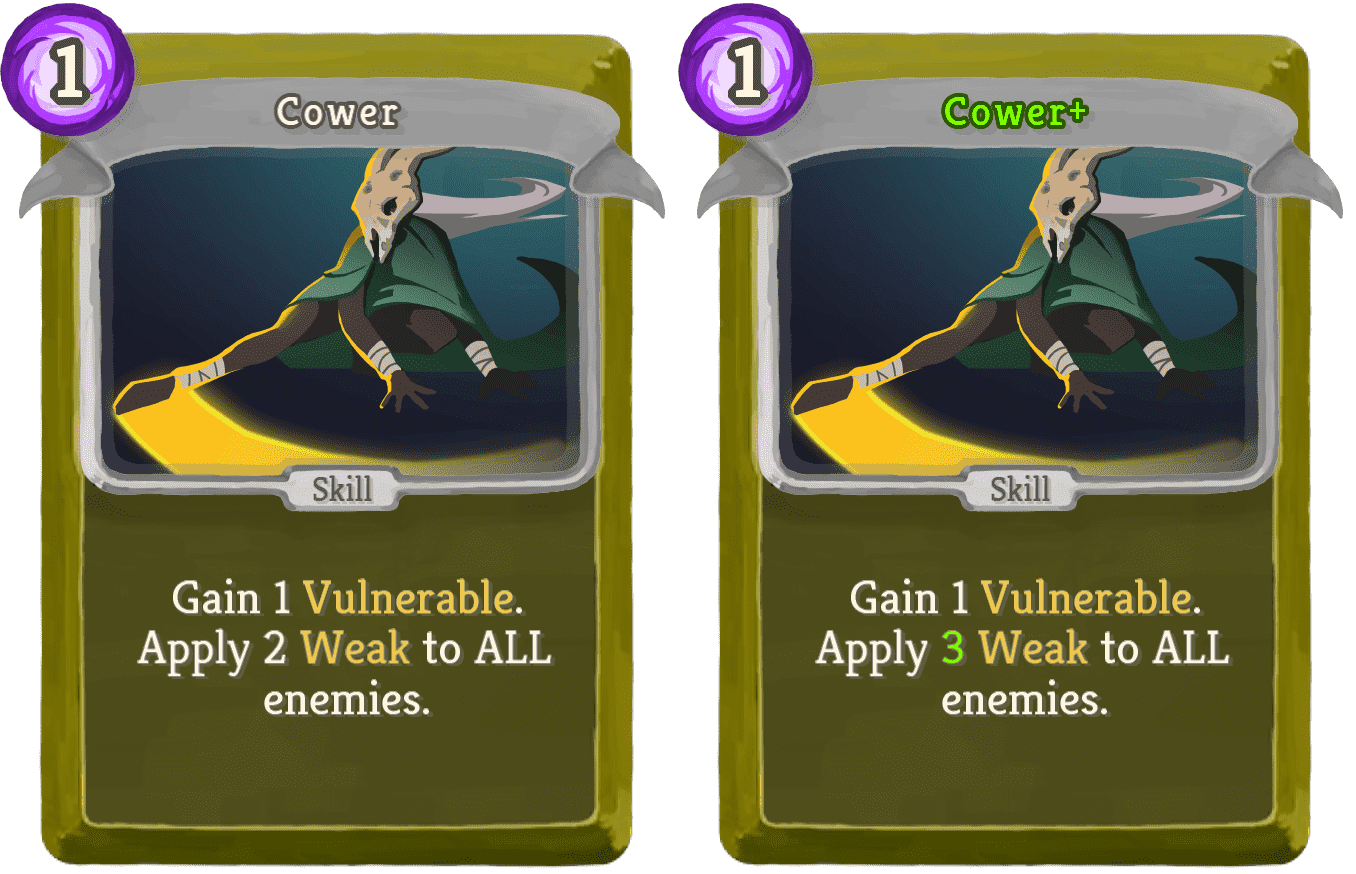 1
Cower
Skill
Gain 1 Vulnerable.
Apply 2 Weak to ALL
enemies.
1
Cower+
Skill
Gain 1 Vulnerable.
Apply 3 Weak to ALL
enemies.